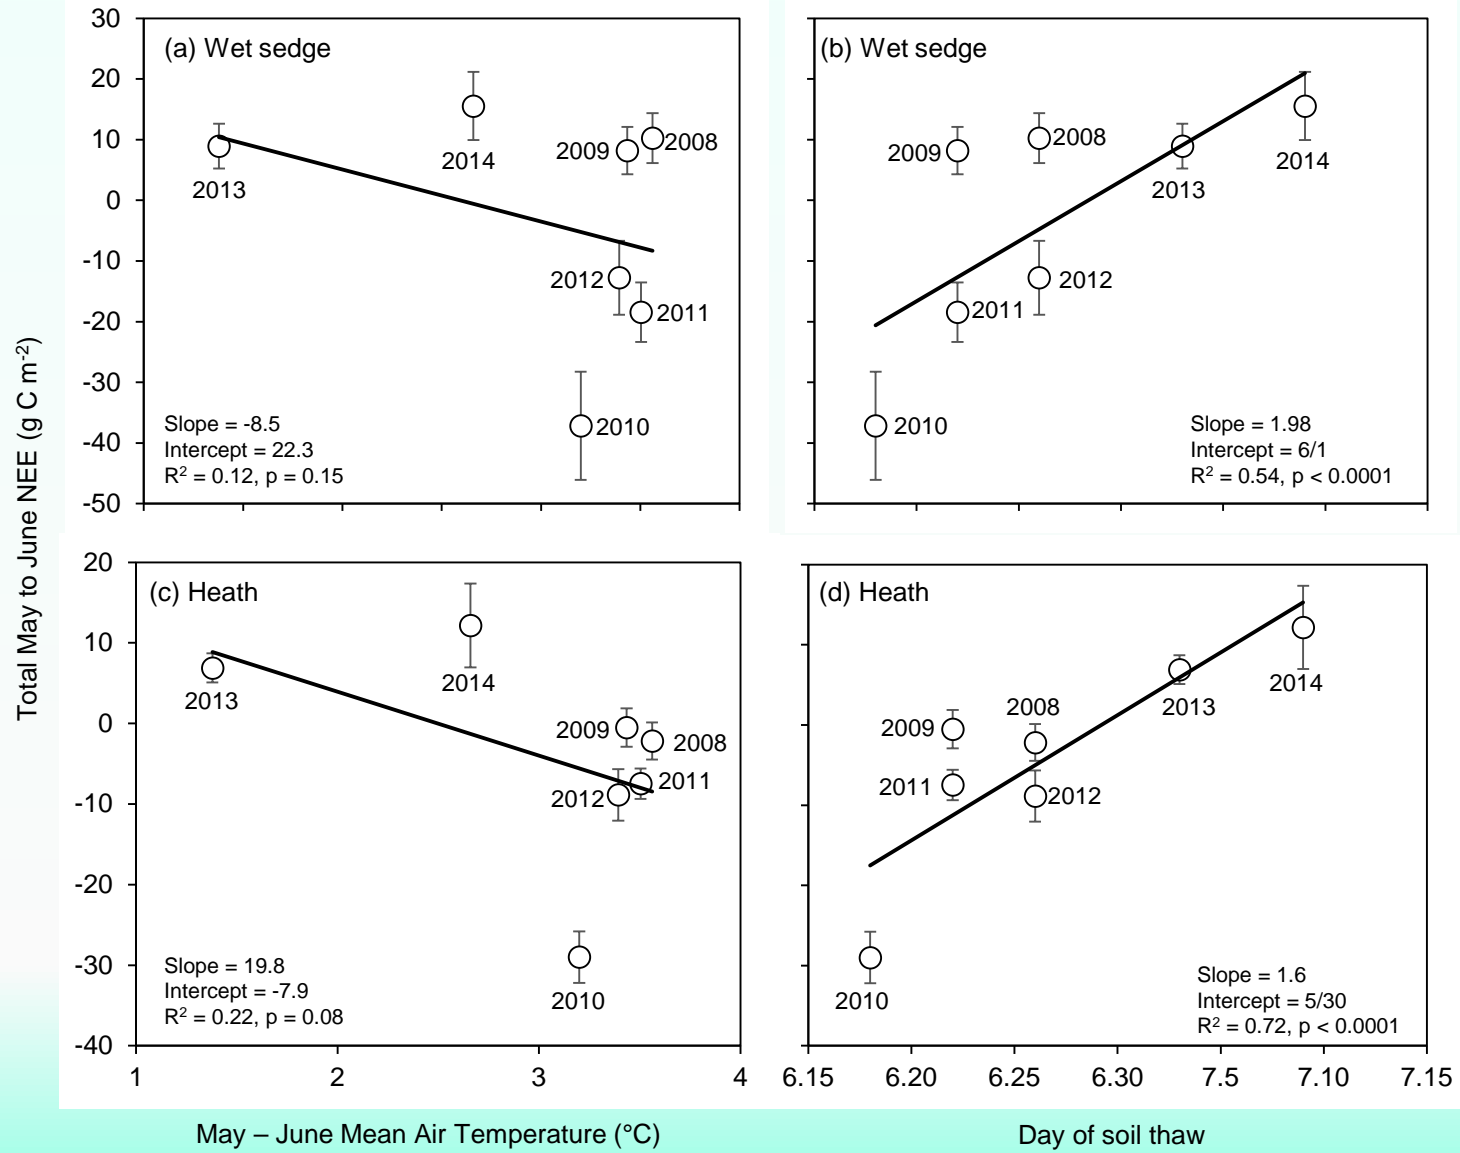 Total May to June NEE (g C m-2)
30
20
10
0
-10
-20
-30
-40
-50
(a) Wet sedge
2013
2014
2009
2008
2012
2011
2010
Slope = -8.5
Intercept = 22.3
R2 = 0.12, p = 0.15
(b) Wet sedge
2009
2008
2013
2014
2012
2011
2010
Slope = 1.98
Intercept = 6/1
R2 = 0.54, p < 0.0001
20
10
0
-10
-20
-30
-40
(c) Heath
2013
2014
2009
2008
2011
2012
2010
Slope = 19.8
Intercept = -7.9
R2 = 0.22, p = 0.08
1
2
3
4
May – June Mean Air Temperature (°C)
(d) Heath
2009
2008
2013
2014
2011
2012
2010
Slope = 1.6
Intercept = 5/30
R2 = 0.72, p < 0.0001
6.15
6.20
6.25
6.30
7.5
7.10
7.15
Day of soil thaw